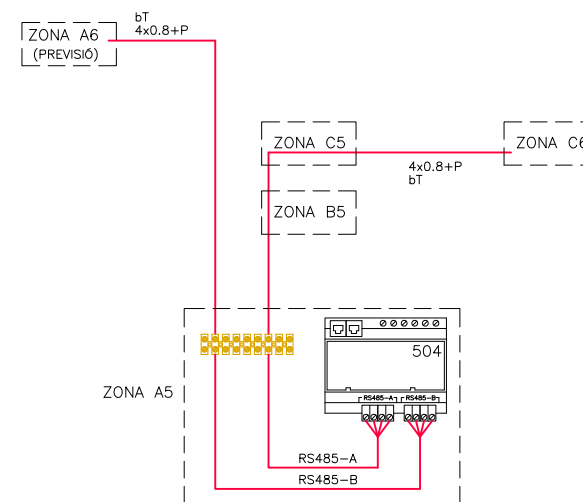 bT
4x0.8+P
ZONA A6
(PREVISIÓ)
ZONA C5
ZONA C6
4x0.8+P
bT
ZONA B5
504
ZONA A5
RS485-A
RS485-B
RS485-A
RS485-B